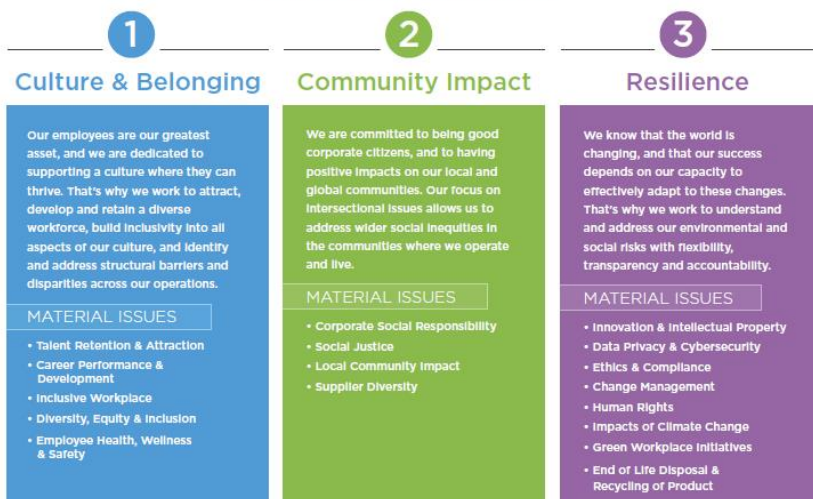 1
Culture & Belonging
Our employees are our greatest
asset, and we are dedicated to
supporting a culture where they can
thrive. That's why we work to attract,
develop and retain a diverse
workforce, build inclusivity into all
aspects of our culture, and identify
and address structural barriers and
disparities across our operations.
MATERIAL ISSUES
• Talent Retention & Attraction
• Career Performance &
Development
• Inclusive Workplace
• Diversity, Equity & Inclusion
• Employee Health, Wellness
& Safety
2
Community Impact
We are committed to being good
corporate citizens, and to having
positive impacts on our local and
global communities. Our focus on
intersectional issues allows us to
address wider social inequities in
the communities where we operate
and live.
MATERIAL ISSUES
• Corporate Social Responsibility
• Social Justice
• Local Community Impact
• Supplier Diversity
3
Resilience
We know that the world is
changing, and that our success
depends on our capacity to
effectively adapt to these changes.
That's why we work to understand
and address our environmental and
social risks with flexibility,
transparency and accountability.
MATERIAL ISSUES
• Innovation & Intellectual Property
• Data Privacy & Cybersecurity
• Ethics & Compliance
• Change Management
• Human Rights
• Impacts of Climate Change
• Green Workplace Initiatives
• End of Life Disposal &
Recycling of Product